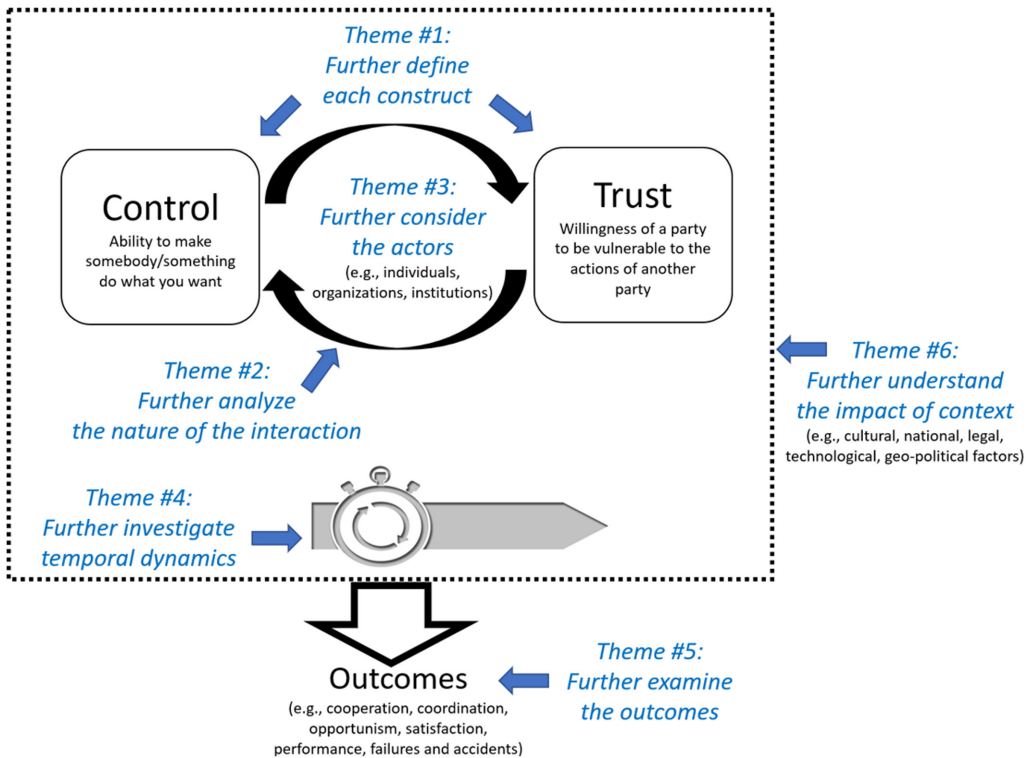 Theme #1:
Further define
each construct
Control
Ability to make
somebody/something
do what you want
Theme #3:
Further consider
the actors
(e.g., individuals,
organizations, institutions)
Trust
Willingness of a party
to be vulnerable to the
actions of another
party
Theme #2:
Further analyze
the nature of the interaction
Theme #6:
Further understand
the impact of context
(e.g., cultural, national, legal,
technological, geo-political factors)
Theme #4:
Further investigate
temporal dynamics
Outcomes
(e.g., cooperation, coordination,
opportunism, satisfaction,
performance, failures and accidents)
Theme #5:
Further examine
the outcomes